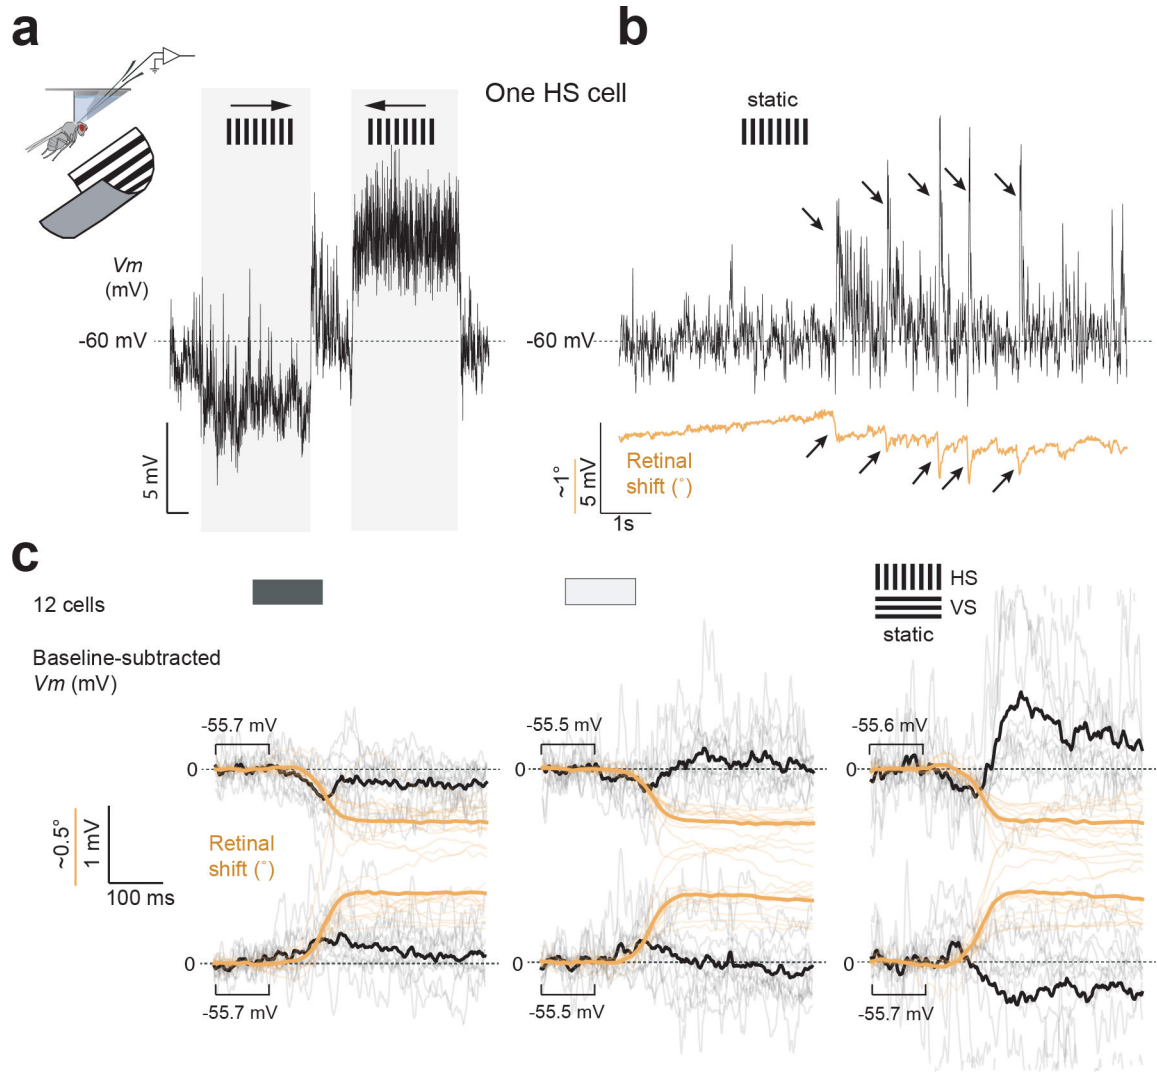 a
b
One HS cell
static
Vm
(mV)
-60 mV
-60 mV
5 mV
Retinal
shift (˚)
~1°
5 mV
1s
c
12 cells
HS
VS
static
Baseline-subtracted
Vm (mV)
-55.7 mV
-55.5 mV
-55.6 mV
0
0
0
~0.5°
1 mV
100 ms
Retinal
shift (˚)
0
0
0
-55.7 mV
-55.5 mV
-55.7 mV